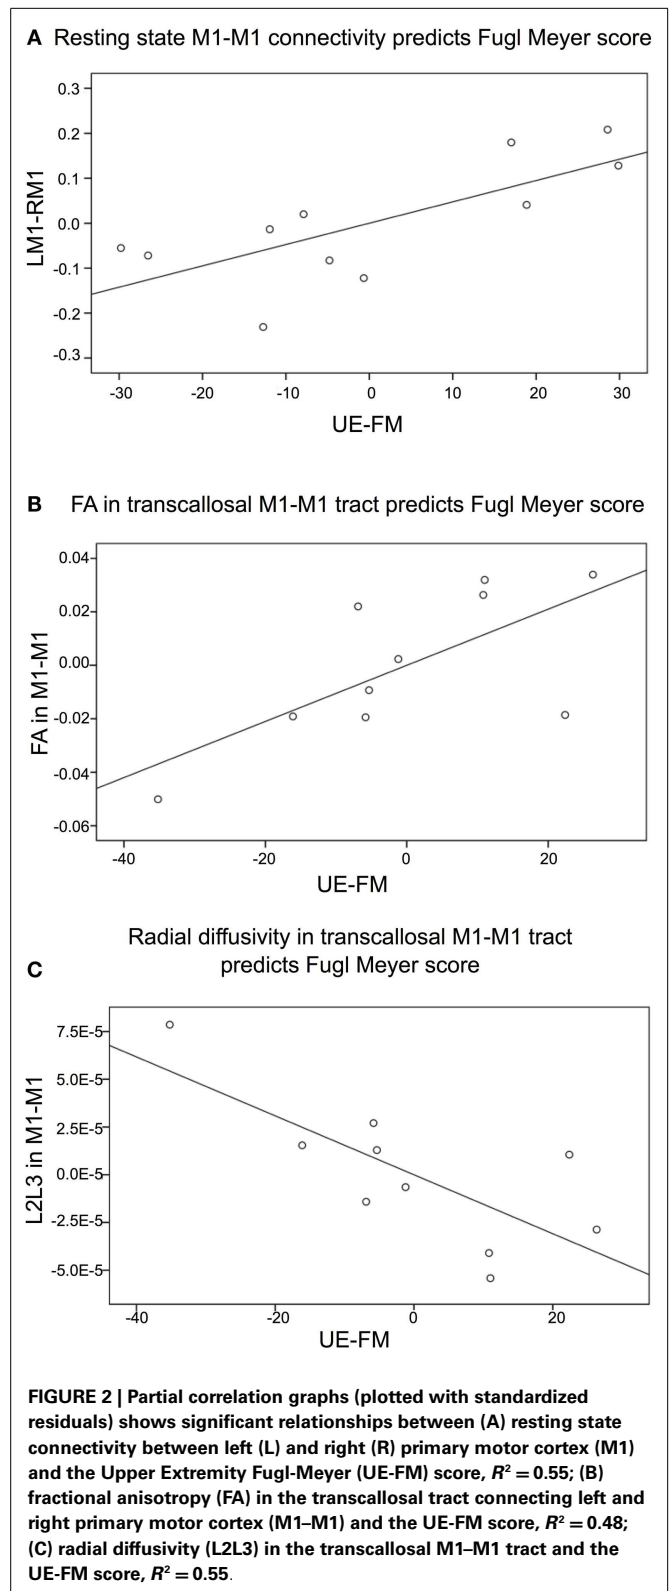 A Resting state M1-M1 connectivity predicts Fugl Meyer score
0.3
0.2
0.1
0.0
-0.1
-0.2
-0.3
LM1-RM1
-30 -20 -10 0 10 20 30
UE-FM
B FA in transcallosal M1-M1 tract predicts Fugl Meyer score
0.04
0.02
0.00
-0.02
-0.04
-0.06
FA in M1-M1
-40 -20 0 20
UE-FM
Radial diffusivity in transcallosal M1-M1 tract
predicts Fugl Meyer score
C
7.5E-5
5.0E-5
2.5E-5
0.0E-5
-2.5E-5
-5.0E-5
L2L3 in M1-M1
-40 -20 0 20
UE-FM
FIGURE 2 | Partial correlation graphs (plotted with standardized
residuals) shows significant relationships between (A) resting state
connectivity between left (L) and right (R) primary motor cortex (M1)
and the Upper Extremity Fugl-Meyer (UE-FM) score, R² = 0.55; (B)
fractional anisotropy (FA) in the transcallosal tract connecting left and
right primary motor cortex (M1–M1) and the UE-FM score, R² = 0.48;
(C) radial diffusivity (L2L3) in the transcallosal M1–M1 tract and the
UE-FM score, R² = 0.55.